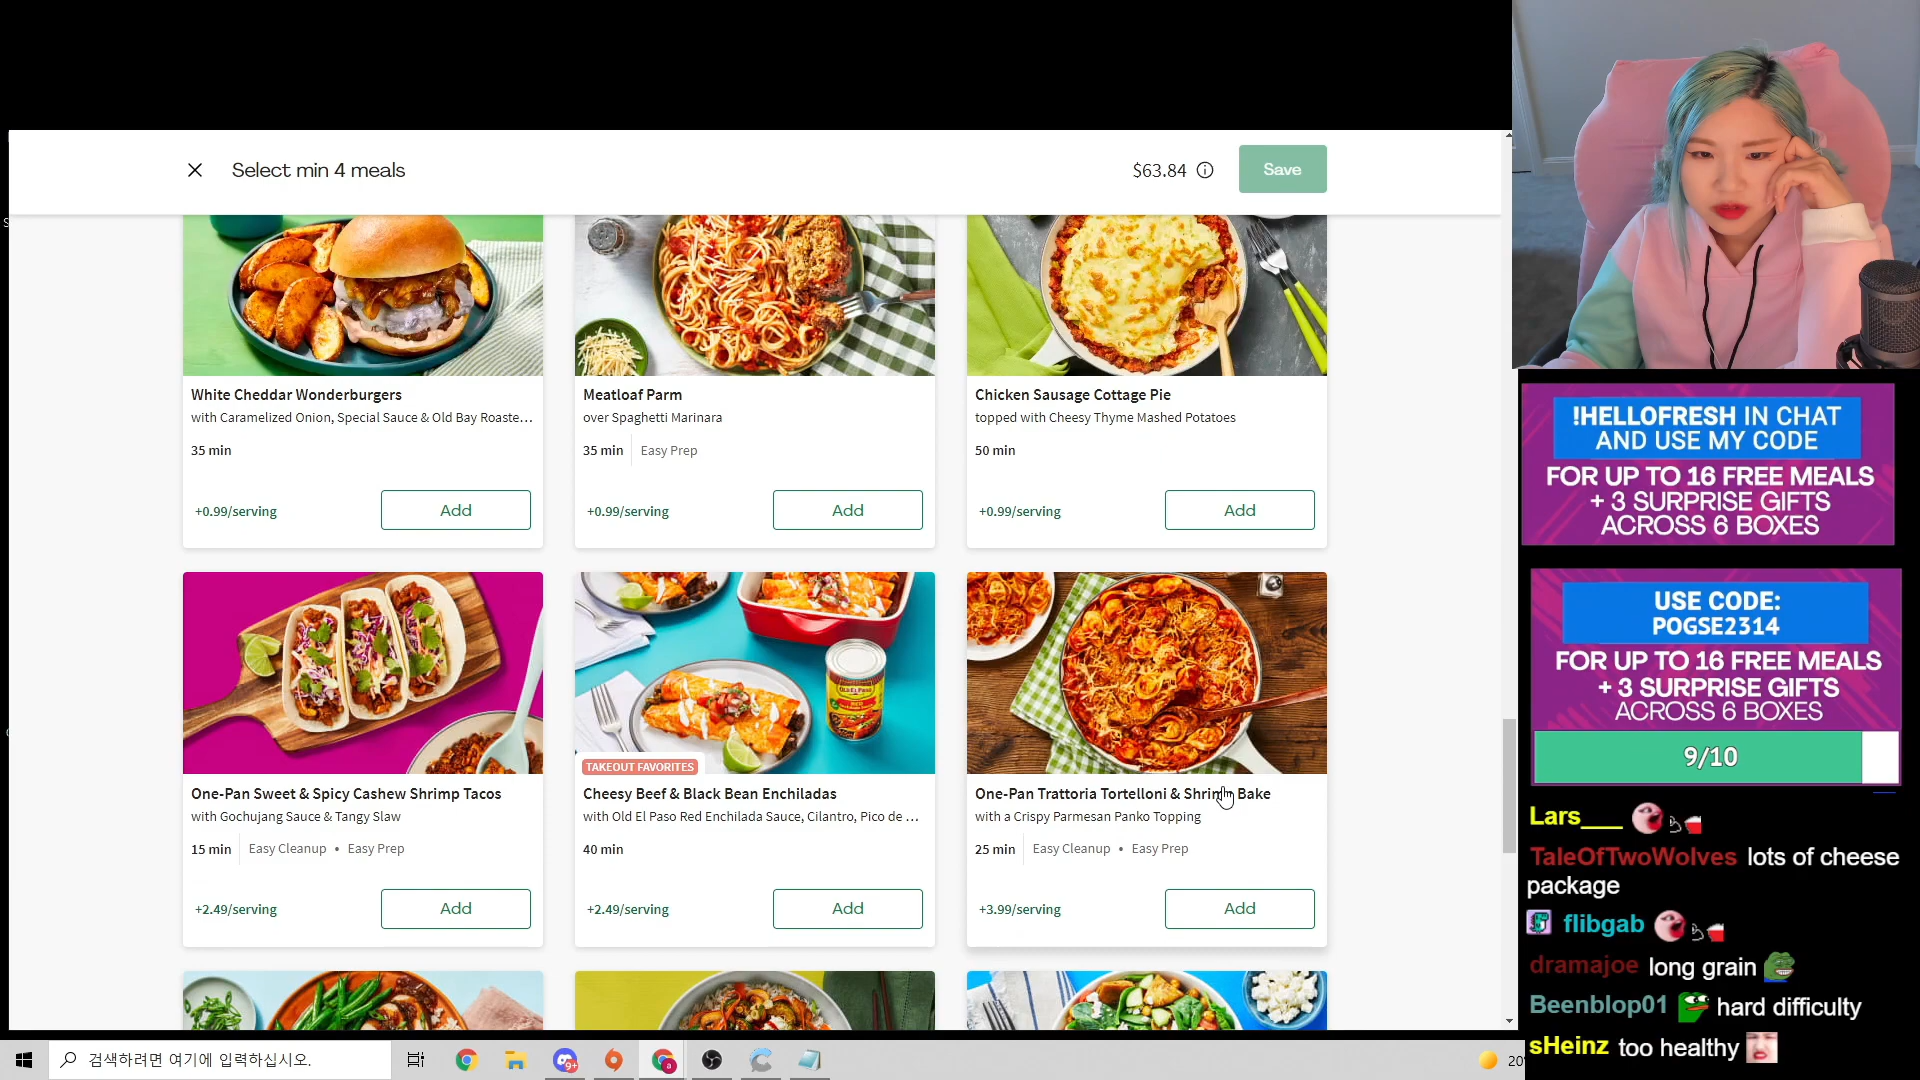 Select min 4 meals
$63.84
Save
White Cheddar Wonderburgers
with Caramelized Onion, Special Sauce & Old Bay Roaste...
35 min
+0.99/serving
Add
Meatloaf Parm
over Spaghetti Marinara
35 min
Easy Prep
+0.99/serving
Add
Chicken Sausage Cottage Pie
topped with Cheesy Thyme Mashed Potatoes
50 min
+0.99/serving
Add
One-Pan Sweet & Spicy Cashew Shrimp Tacos
with Gochujang Sauce & Tangy Slaw
15 min
Easy Cleanup • Easy Prep
+2.49/serving
Add
OLD EL PASO
TAKEOUT FAVORITES
Cheesy Beef & Black Bean Enchiladas
with Old El Paso Red Enchilada Sauce, Cilantro, Pico de ...
40 min
+2.49/serving
Add
One-Pan Trattoria Tortelloni & Shrimp Bake
with a Crispy Parmesan Panko Topping
25 min
Easy Cleanup • Easy Prep
+3.99/serving
Add
!HELLOFRESH IN CHAT
AND USE MY CODE
FOR UP TO 16 FREE MEALS
+ 3 SURPRISE GIFTS
ACROSS 6 BOXES
USE CODE:
POGSE2314
FOR UP TO 16 FREE MEALS
+ 3 SURPRISE GIFTS
ACROSS 6 BOXES
9/10
Lars___
TaleOfTwoWolves lots of cheese
package
flibgab
dramajoe long grain
Beenblop01 hard difficulty
sHeinz too healthy
검색하려면 여기에 입력하십시오.
9+
a
20